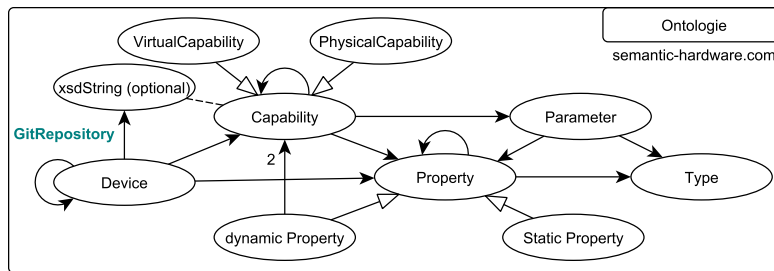 Ontologie
semantic-hardware.com
VirtualCapability
PhysicalCapability
xsdString (optional)
Capability
Parameter
GitRepository
2
Device
Property
Type
dynamic Property
Static Property